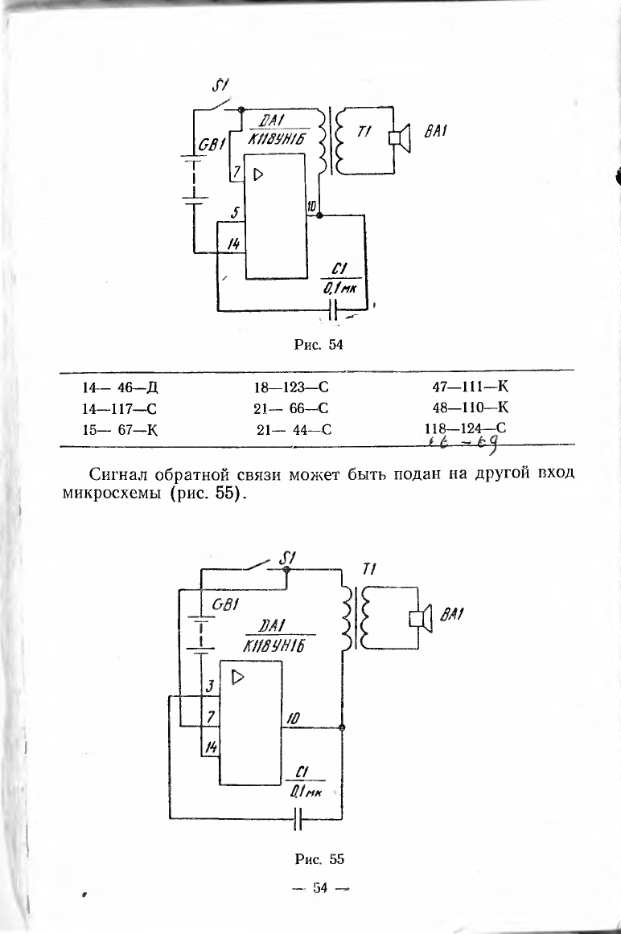 S1
DA1
К118УН1Б
T1
BA1
GB1
7
5
10
14
C1
0,1мк
Рис. 54
14— 46—Д 18—123—С 47—111—К
14—117—С 21— 66—С 48—110—К
15— 67—К 21— 44—С 118—124—С
66 - 69
Сигнал обратной связи может быть подан на другой вход
микросхемы (рис. 55).
S1
T1
GB1
DA1
К118УН1Б
BA1
3
7
10
14
C1
0,1мк
Рис. 55
— 54 —